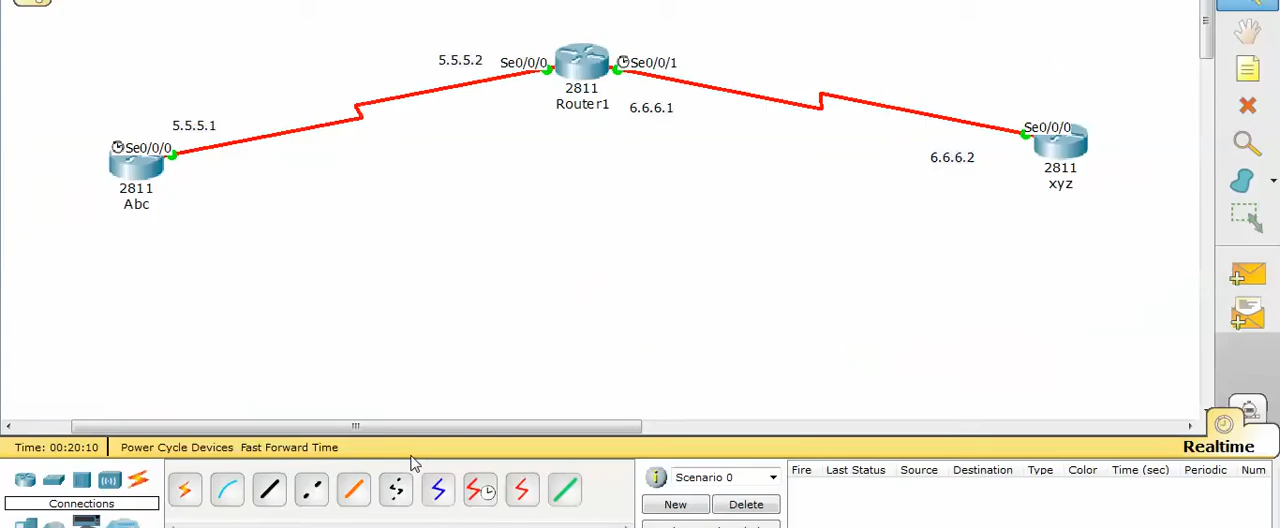 5.5.5.2
Se0/0/0
Se0/0/1
2811
Router1
6.6.6.1
5.5.5.1
Se0/0/0
2811
Abc
Se0/0/0
6.6.6.2
2811
xyz
Time: 00:20:10 Power Cycle Devices Fast Forward Time
Realtime
Fire Last Status Source Destination Type Color Time (sec) Periodic Num
Scenario 0
Connections
New Delete